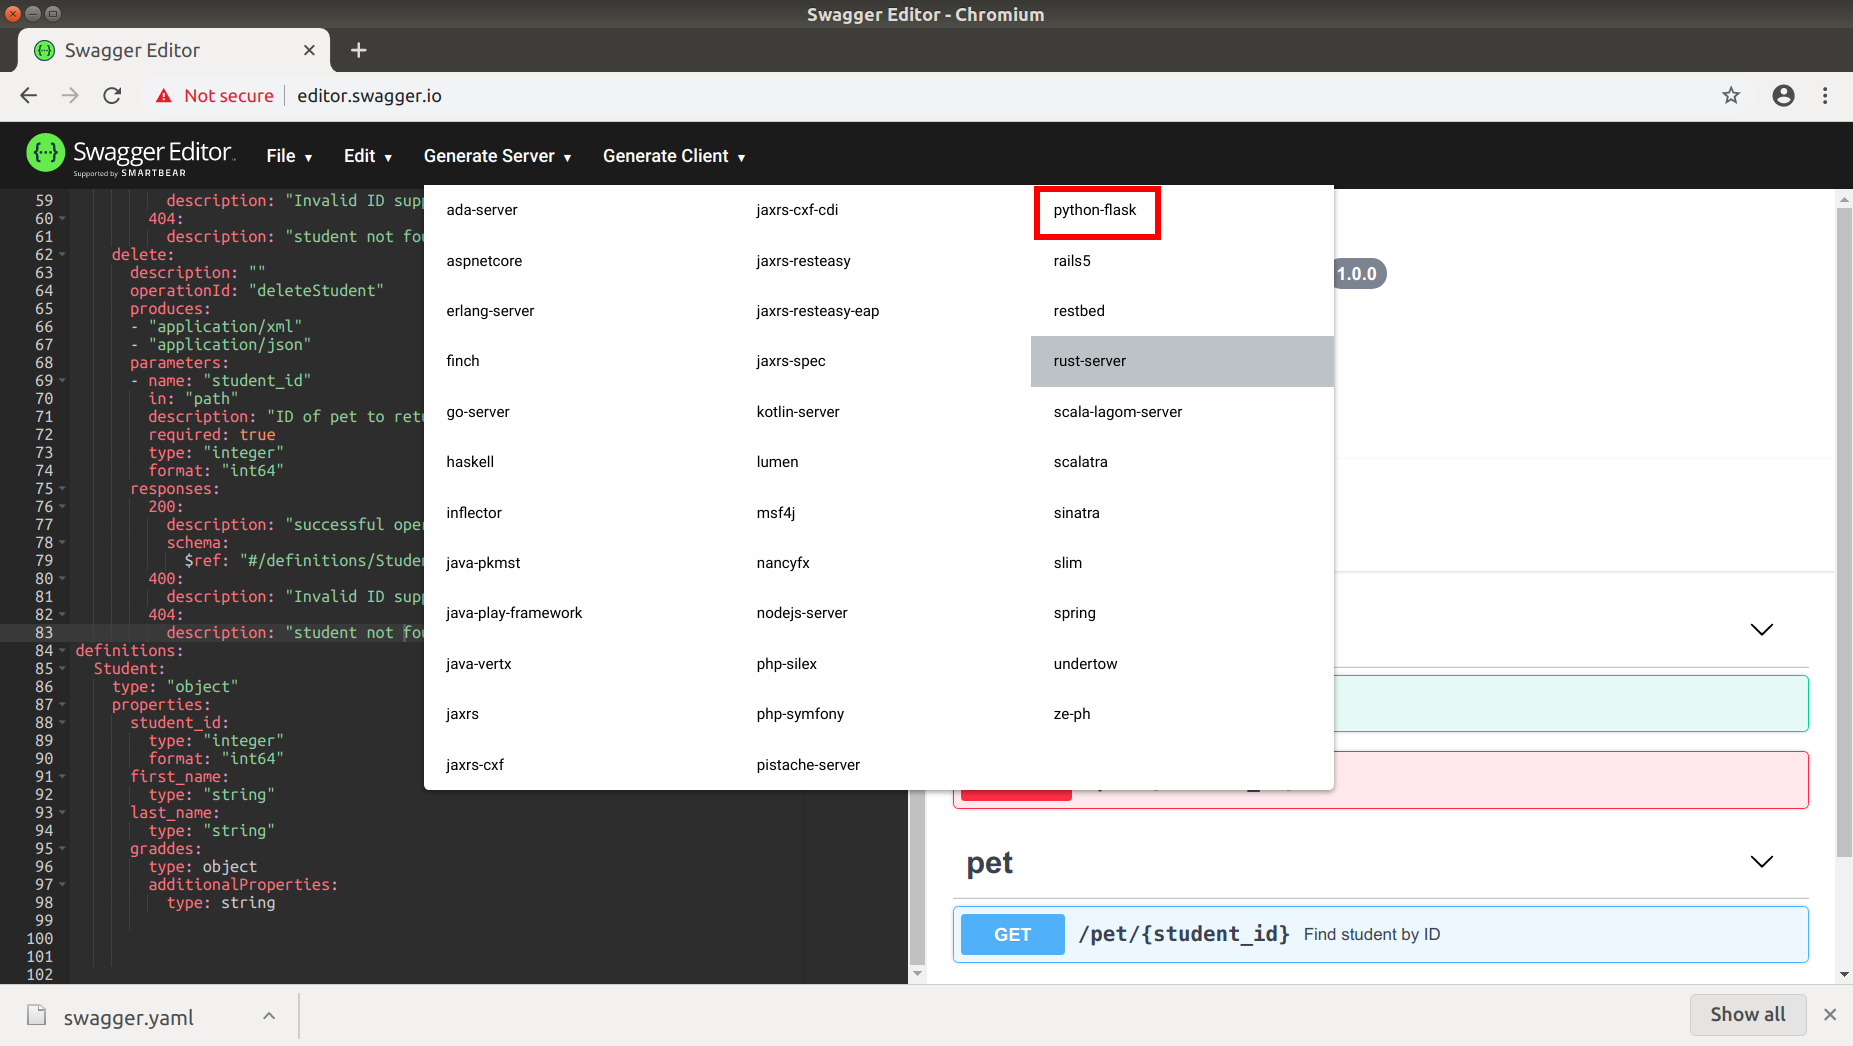 Swagger Editor - Chromium
Swagger Editor
Not secure
editor.swagger.io
Swagger Editor
Supported by SMARTBEAR
File
Edit
Generate Server
Generate Client
59 description: "Invalid ID supp
60 404:
61 description: "student not fou
62 delete:
63 description: ""
64 operationId: "deleteStudent"
65 produces:
66 - "application/xml"
67 - "application/json"
68 parameters:
69 - name: "student_id"
70 in: "path"
71 description: "ID of pet to retu
72 required: true
73 type: "integer"
74 format: "int64"
75 responses:
76 200:
77 description: "successful oper
78 schema:
79 $ref: "#/definitions/Studen
80 400:
81 description: "Invalid ID supp
82 404:
83 description: "student not fou
84 definitions:
85 Student:
86 type: "object"
87 properties:
88 student_id:
89 type: "integer"
90 format: "int64"
91 first_name:
92 type: "string"
93 last_name:
94 type: "string"
95 graddes:
96 type: object
97 additionalProperties:
98 type: string
99
100
101
102
ada-server
aspnetcore
erlang-server
finch
go-server
haskell
inflector
java-pkmst
java-play-framework
java-vertx
jaxrs
jaxrs-cxf
jaxrs-cxf-cdi
jaxrs-resteasy
jaxrs-resteasy-eap
jaxrs-spec
kotlin-server
lumen
msf4j
nancyfx
nodejs-server
php-silex
php-symfony
pistache-server
python-flask
rails5
restbed
rust-server
scala-lagom-server
scalatra
sinatra
slim
spring
undertow
ze-ph
1.0.0
pet
GET /pet/{student_id} Find student by ID
swagger.yaml
Show all